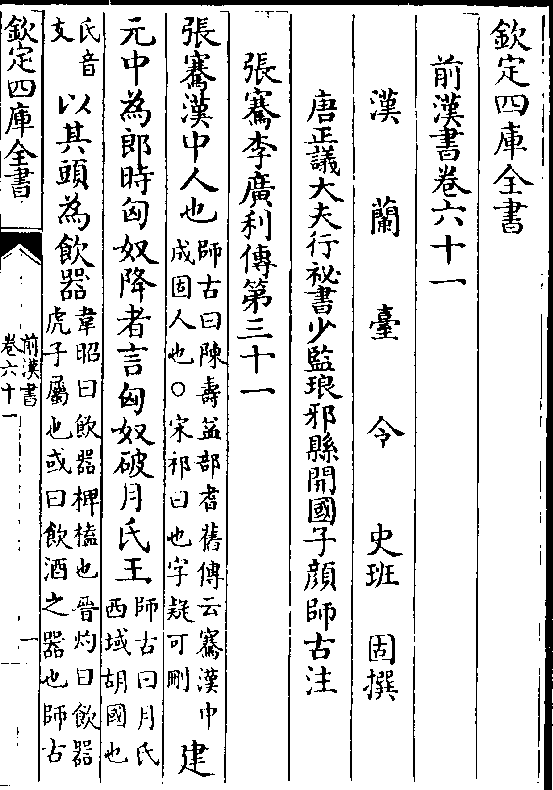 欽定四庫全書
前漢書卷六十一
漢蘭臺令史班固撰
唐正議大夫行祕書少監琅邪縣開國子顔師古注
張騫李廣利傳第三十一
張騫漢中人也師古曰陳壽益部耆舊傳云騫漢中成固人也○宋祁曰也字疑可刪建
元中為郎時匈奴降者言匈奴破月氏王師古曰月氏西域胡國也
氏音支以其頭為飲器韋昭曰飲器椑榼也晉灼曰飲器虎子屬也或曰飲酒之器也師古
欽定四庫全書
前漢書
卷六十一
一